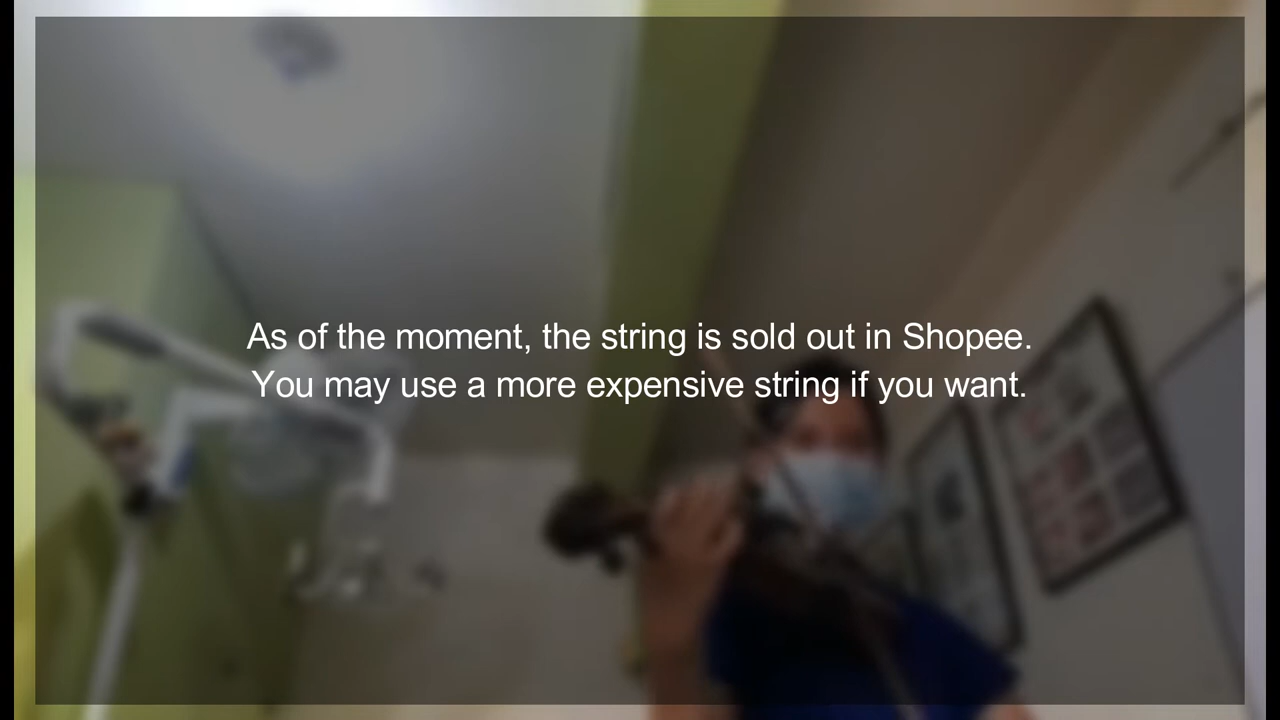 As of the moment, the string is sold out in Shopee.
You may use a more expensive string if you want.